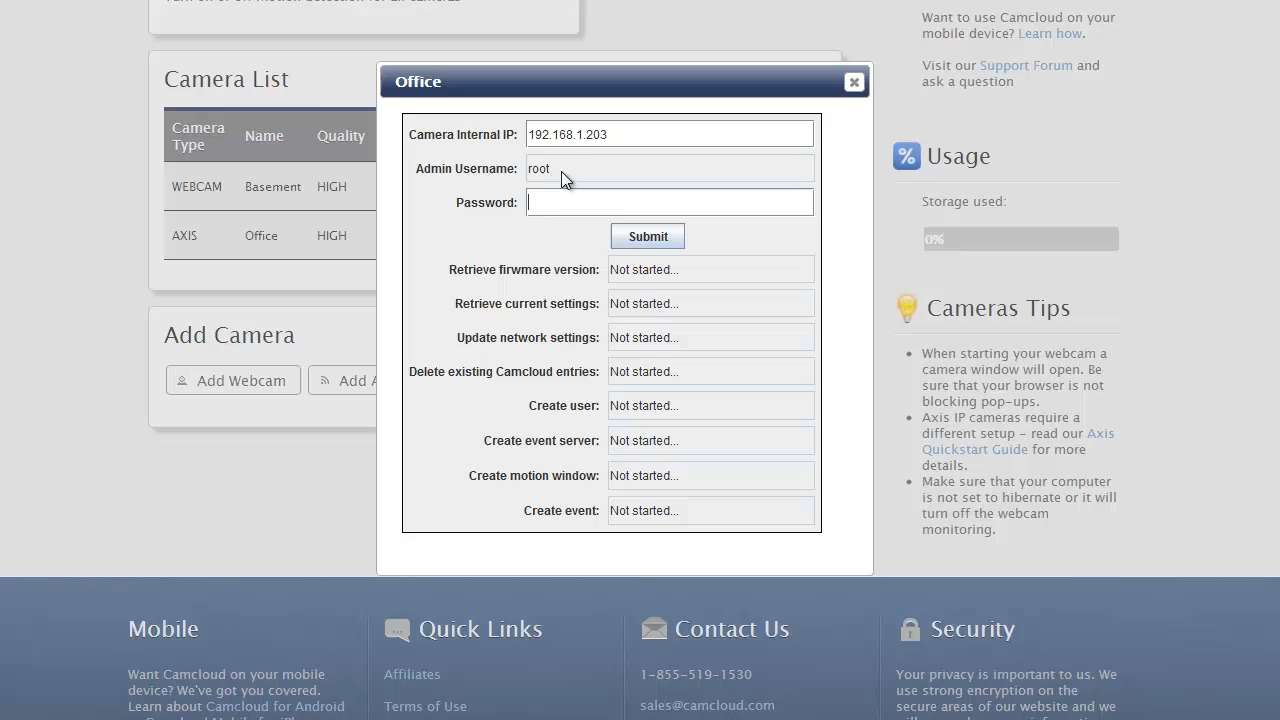 Want to use Camcloud on your
mobile device? Learn how.
Visit our Support Forum and
ask a question
Camera List
Camera Type Name Quality
WEBCAM Basement HIGH
AXIS Office HIGH
Add Camera
Add Webcam Add A
Office
Camera Internal IP: 192.168.1.203
Admin Username: root
Password:
Submit
Retrieve firwmare version: Not started...
Retrieve current settings: Not started...
Update network settings: Not started...
Delete existing Camcloud entries: Not started...
Create user: Not started...
Create event server: Not started...
Create motion window: Not started...
Create event: Not started...
% Usage
Storage used:
0%
Cameras Tips
When starting your webcam a
camera window will open. Be
sure that your browser is not
blocking pop-ups.
Axis IP cameras require a
different setup - read our Axis
Quickstart Guide for more
details.
Make sure that your computer
is not set to hibernate or it will
turn off the webcam
monitoring.
Mobile
Want Camcloud on your mobile
device? We've got you covered.
Learn about Camcloud for Android
Quick Links
Affiliates
Terms of Use
Contact Us
1-855-519-1530
sales@camcloud.com
Security
Your privacy is important to us. We
use strong encryption on the
secure areas of our website and we